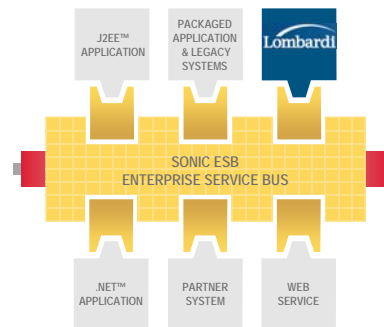 J2EE™
APPLICATION
PACKAGED
APPLICATION
& LEGACY
SYSTEMS
Lombardi
SONIC ESB
ENTERPRISE SERVICE BUS
.NET™
APPLICATION
PARTNER
SYSTEM
WEB
SERVICE